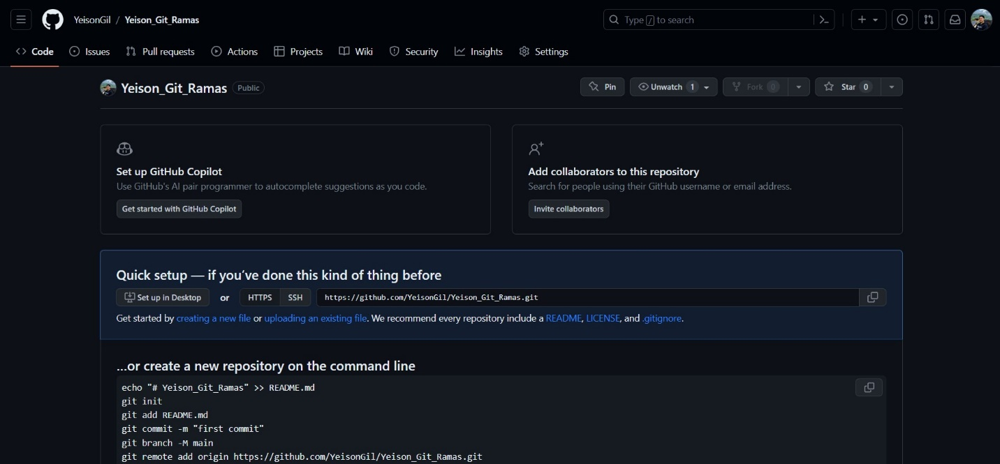 YeisonGil / Yeison_Git_Ramas
Type / to search
Code Issues Pull requests Actions Projects Wiki Security Insights Settings
Yeison_Git_Ramas Public
Pin Unwatch 1 Fork 0 Star 0
Set up GitHub Copilot
Use GitHub's AI pair programmer to autocomplete suggestions as you code.
Get started with GitHub Copilot
Add collaborators to this repository
Search for people using their GitHub username or email address.
Invite collaborators
Quick setup — if you've done this kind of thing before
Set up in Desktop or HTTPS SSH https://github.com/YeisonGil/Yeison_Git_Ramas.git
Get started by creating a new file or uploading an existing file. We recommend every repository include a README, LICENSE, and .gitignore.
...or create a new repository on the command line
echo "# Yeison_Git_Ramas" >> README.md
git init
git add README.md
git commit -m "first commit"
git branch -M main
git remote add origin https://github.com/YeisonGil/Yeison_Git_Ramas.git